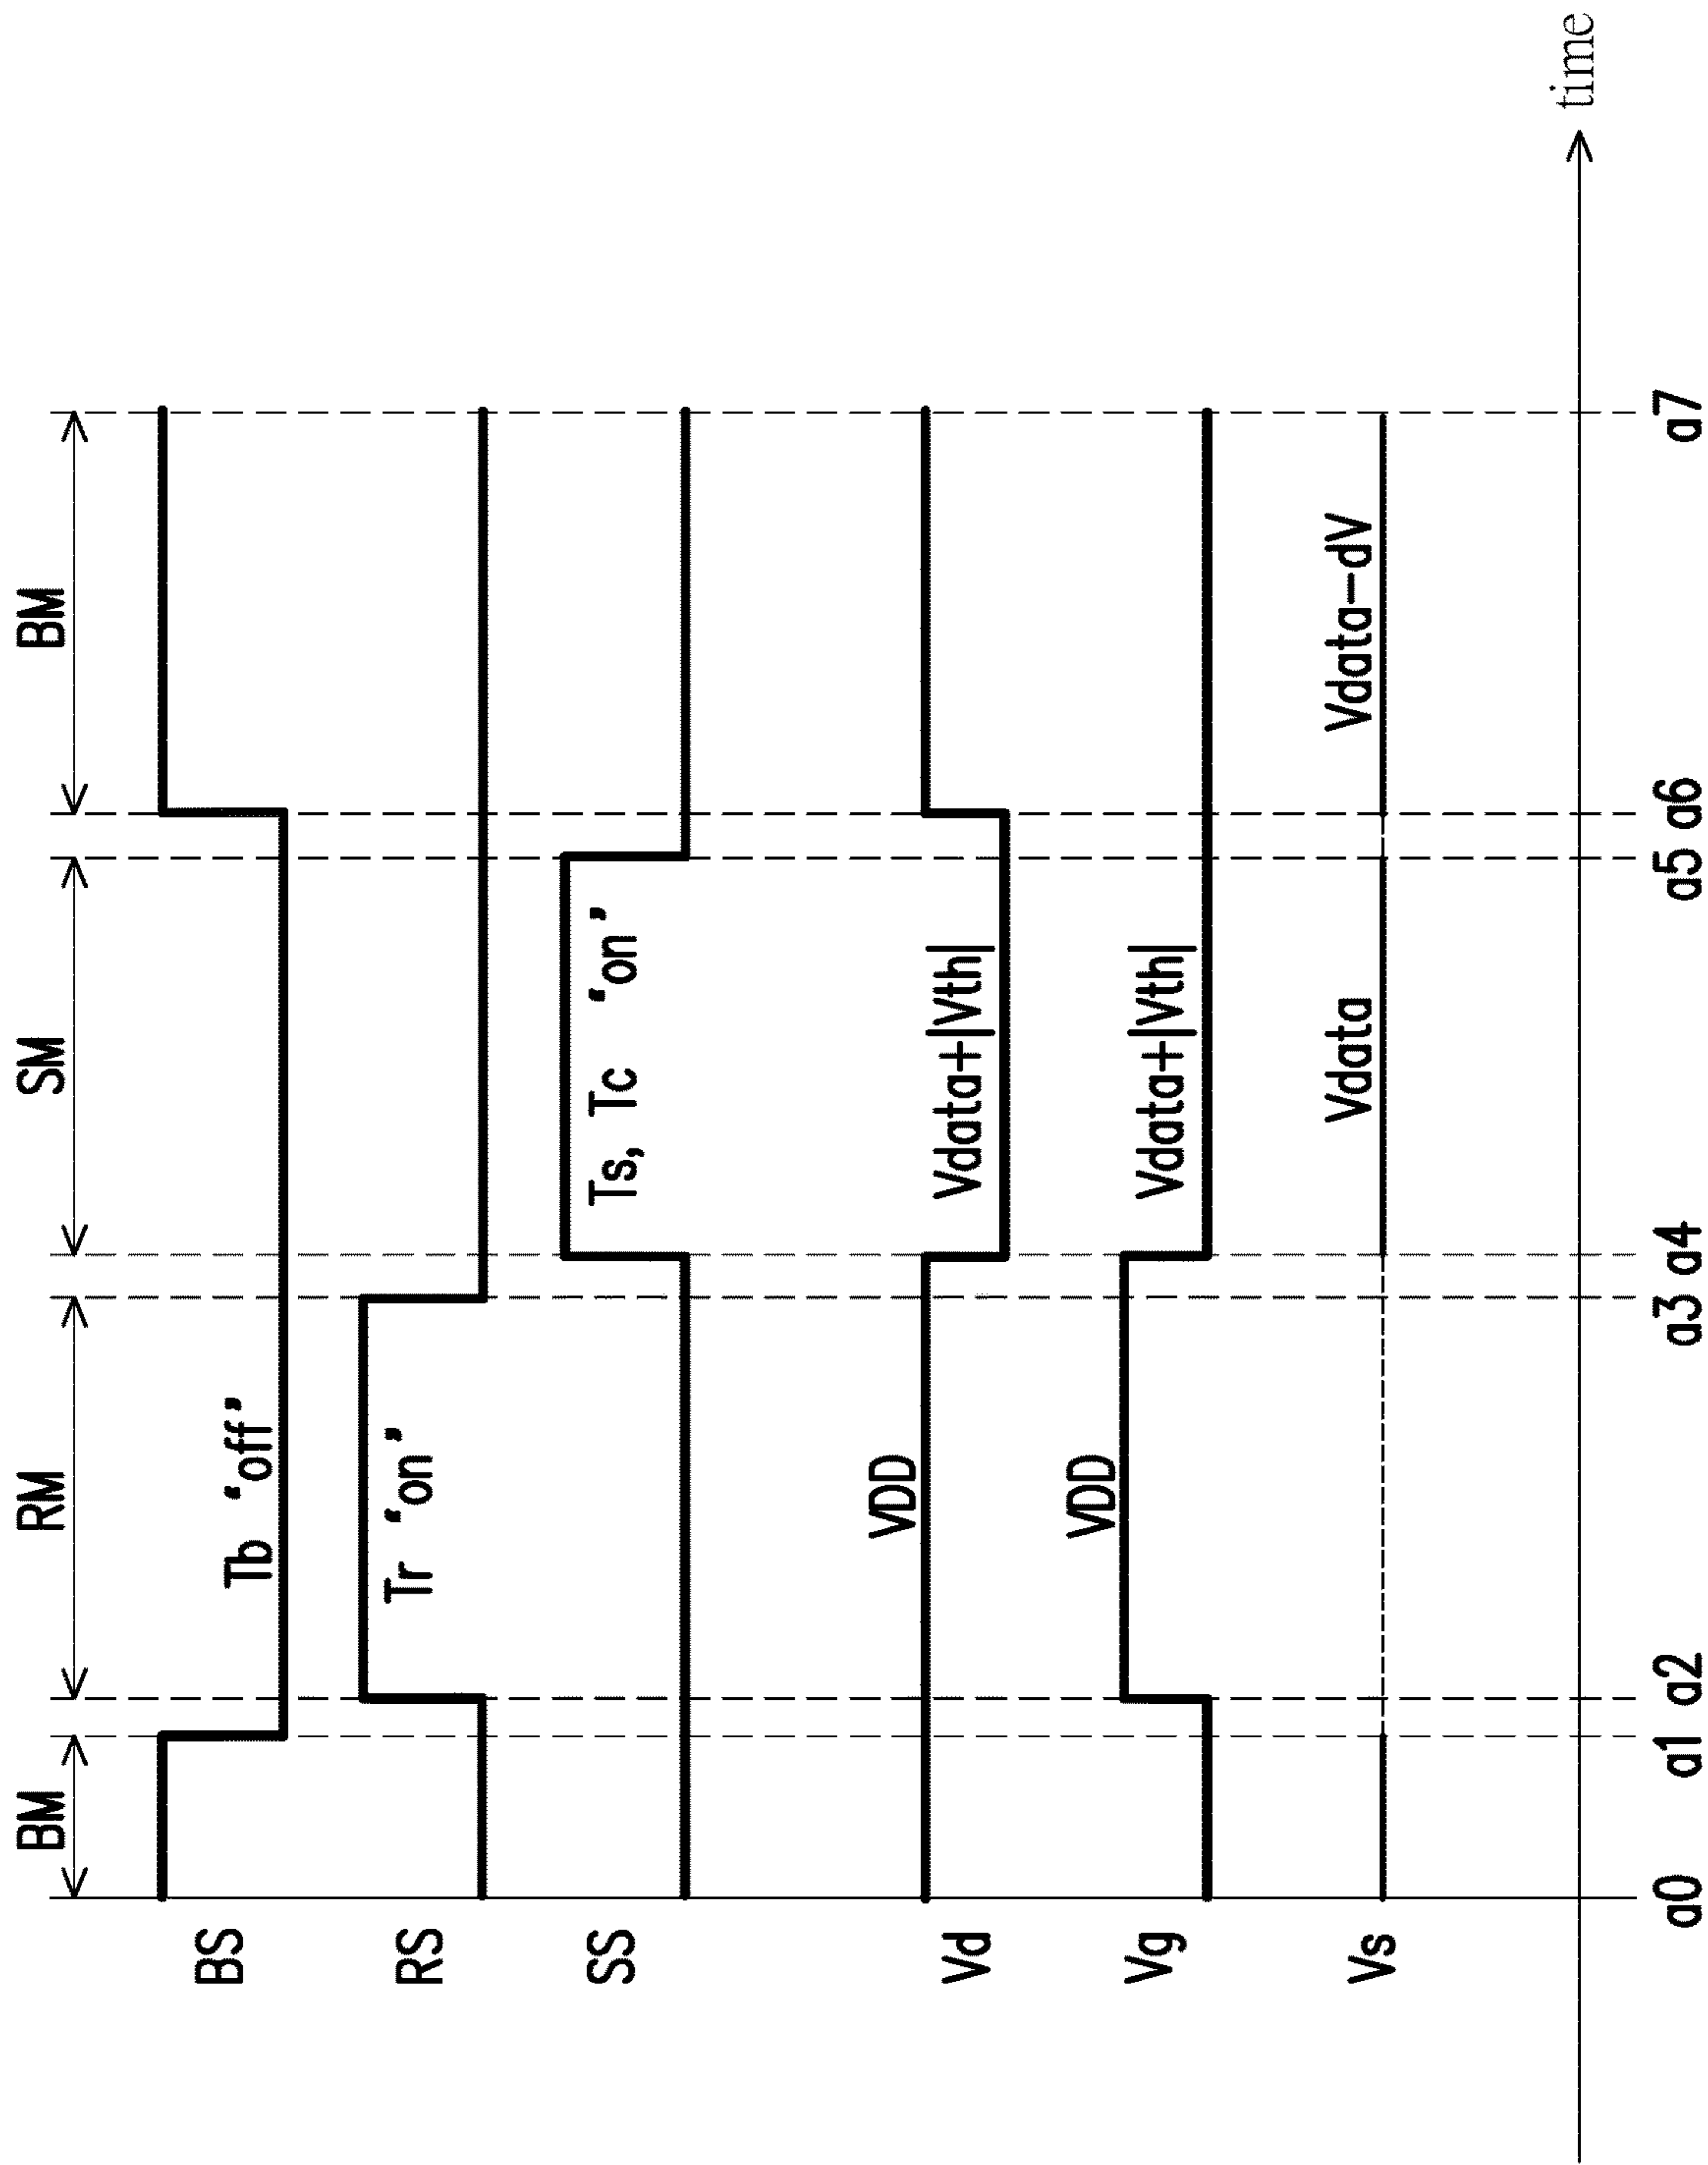 BM RM SM BM
BS Tb “off”
RS Tr “on”
SS Ts, Tc “on”
Vd VDD Vdata+|Vth|
Vg VDD Vdata+|Vth|
Vs Vdata Vdata−dV
time
a0 a1 a2 a3 a4 a5 a6 a7